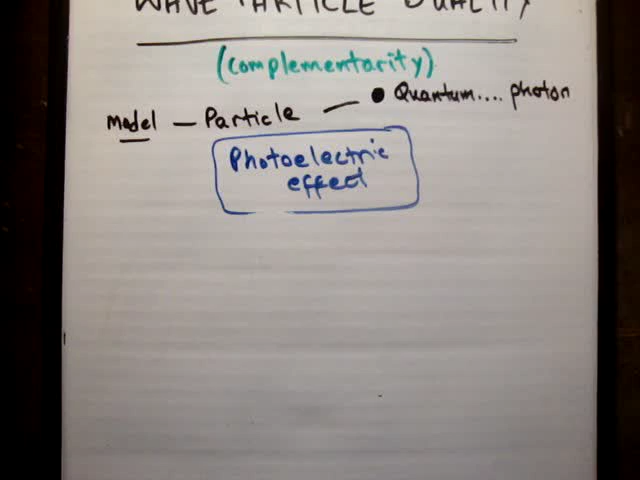 WAVE PARTICLE DUALITY
(complementarity)
Model — Particle — • Quantum.... photon
Photoelectric
effect